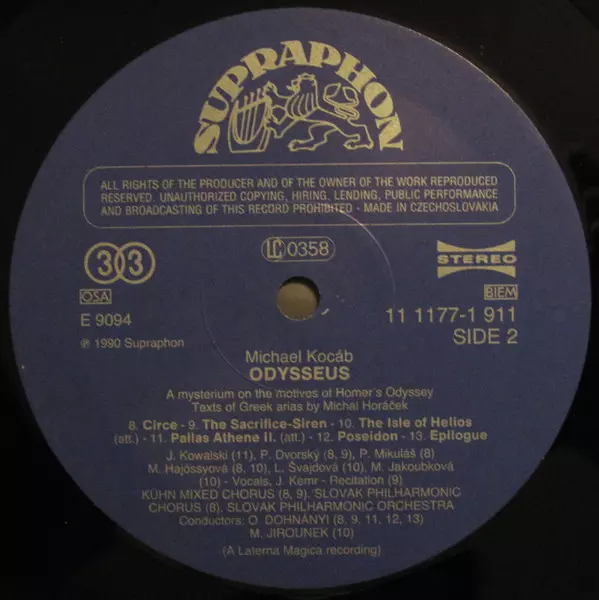 SUPRAPHON
ALL RIGHTS OF THE PRODUCER AND OF THE OWNER OF THE WORK REPRODUCED
RESERVED. UNAUTHORIZED COPYING, HIRING, LENDING, PUBLIC PERFORMANCE
AND BROADCASTING OF THIS RECORD PROHIBITED - MADE IN CZECHOSLOVAKIA
33
LC 0358
STEREO
OSA
BIEM
E 9094
11 1177-1 911
℗ 1990 Supraphon
SIDE 2
Michael Kocáb
ODYSSEUS
A mysterium on the motives of Homer's Odyssey
Texts of Greek arias by Michal Horáček
8. Circe - 9. The Sacrifice-Siren - 10. The Isle of Helios
(att.) - 11. Pallas Athene II. (att.) - 12. Poseidon - 13. Epilogue
J. Kowalski (11), P. Dvorský (8, 9), P. Mikuláš (8)
M. Hajóssyová (8, 10), L. Švajdová (10), M. Jakoubková
(10) - Vocals, J. Kemr - Recitation (9)
KÜHN MIXED CHORUS (8, 9), SLOVAK PHILHARMONIC
CHORUS (8), SLOVAK PHILHARMONIC ORCHESTRA
Conductors: O. DOHNÁNYI (8, 9, 11, 12, 13)
M. JIROUNEK (10)
(A Laterna Magica recording)